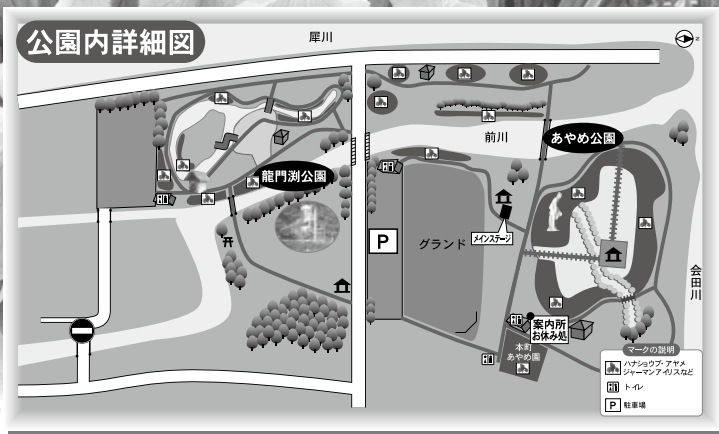 公園内詳細図
犀川
N
前川
あやめ公園
龍門渕公園
P
グランド
メインステージ
会田川
案内所
お休み処
本町
あやめ園
マークの説明
ハナショウブ・アヤメ
ジャーマンアイリスなど
トイレ
P 駐車場